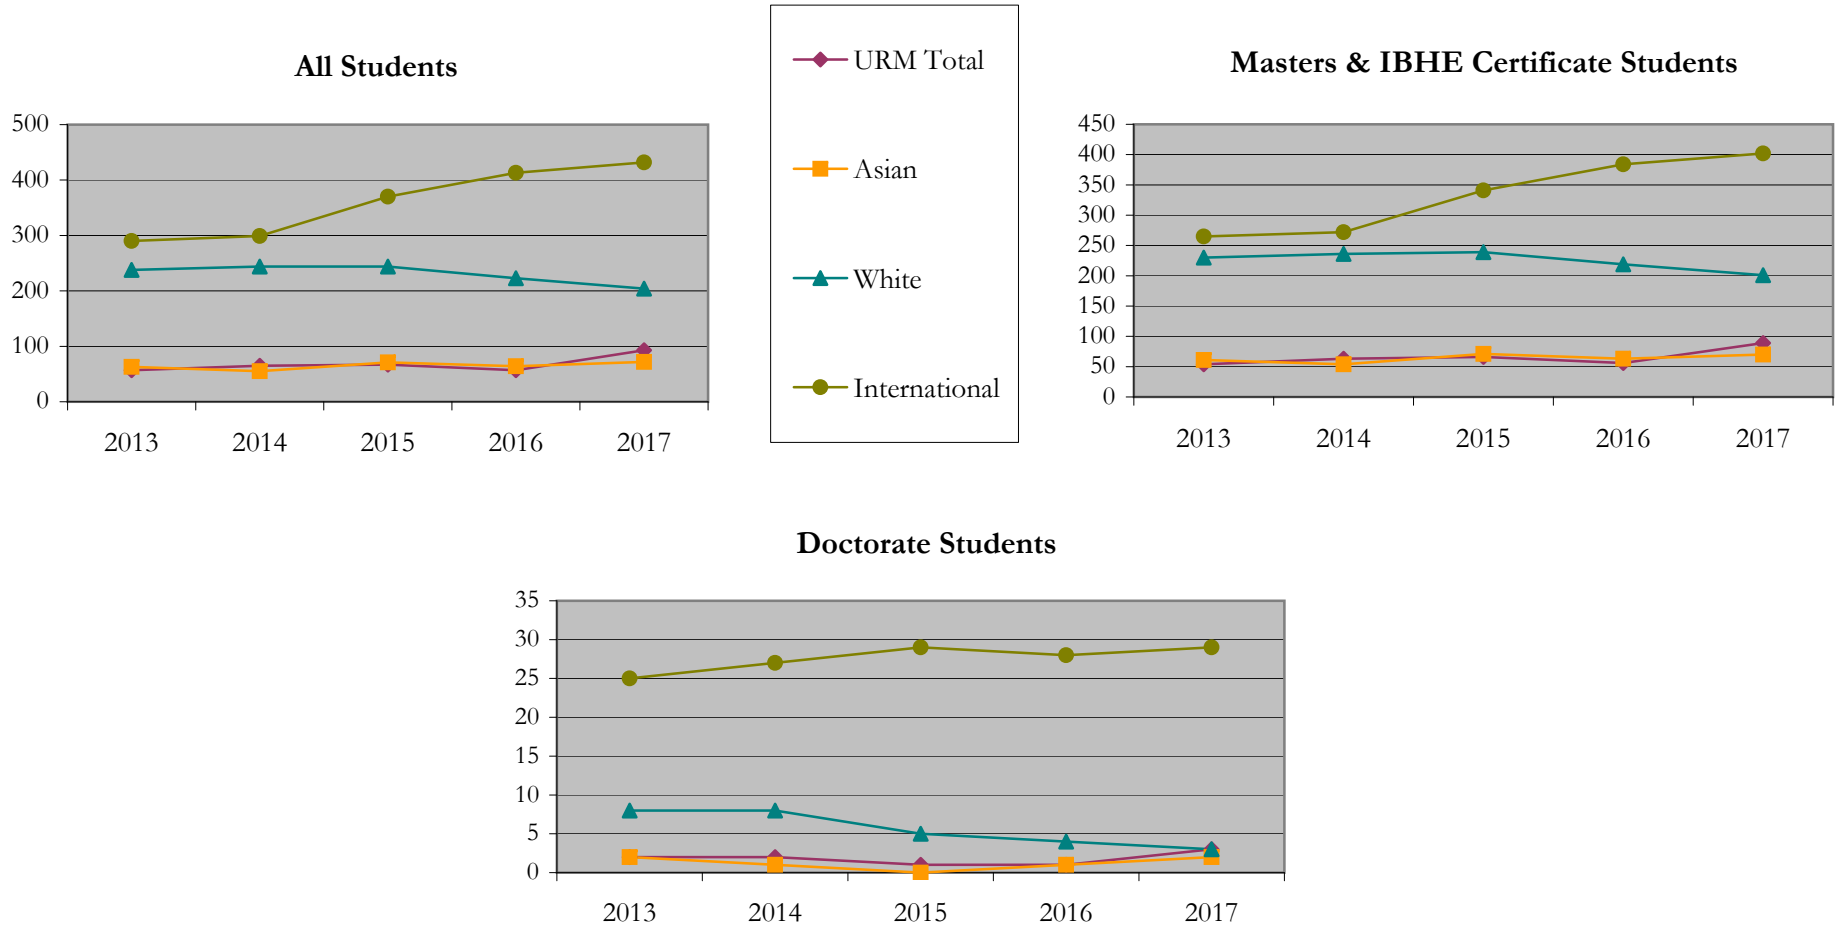 All Students
500
400
300
200
100
0
2013 2014 2015 2016 2017
URM Total
Asian
White
International
Masters & IBHE Certificate Students
450
400
350
300
250
200
150
100
50
0
2013 2014 2015 2016 2017
Doctorate Students
35
30
25
20
15
10
5
0
2013 2014 2015 2016 2017